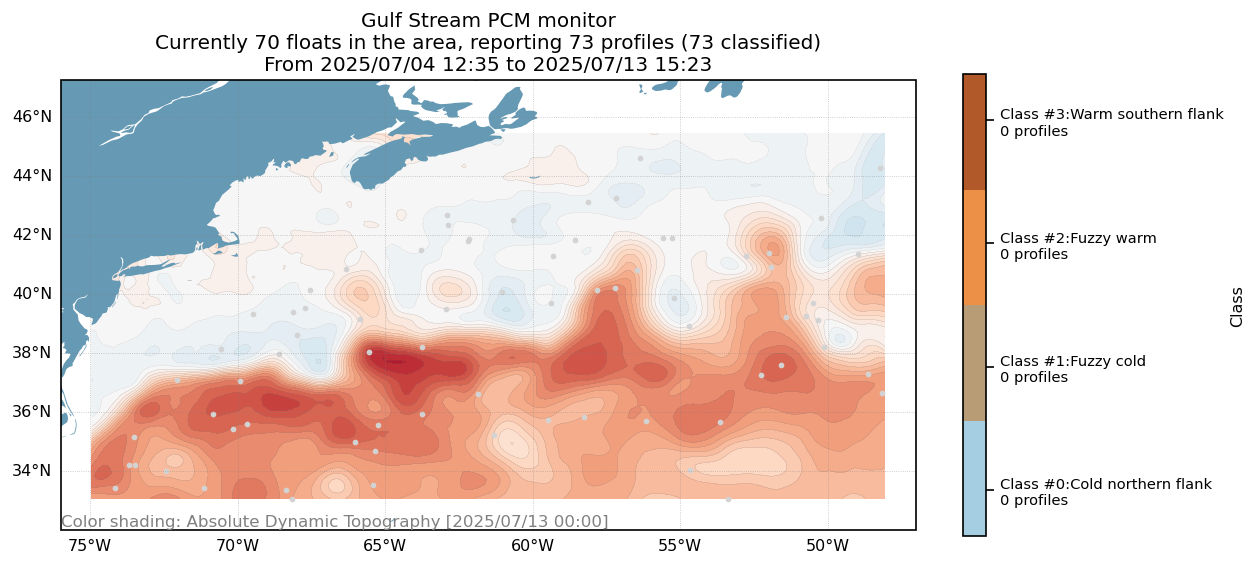 Gulf Stream PCM monitor
Currently 70 floats in the area, reporting 73 profiles (73 classified)
From 2025/07/04 12:35 to 2025/07/13 15:23
46°N
44°N
42°N
40°N
38°N
36°N
34°N
Color shading: Absolute Dynamic Topography [2025/07/13 00:00]
75°W
70°W
65°W
60°W
55°W
50°W
Class #3:Warm southern flank
0 profiles
Class #2:Fuzzy warm
0 profiles
Class #1:Fuzzy cold
0 profiles
Class #0:Cold northern flank
0 profiles
Class